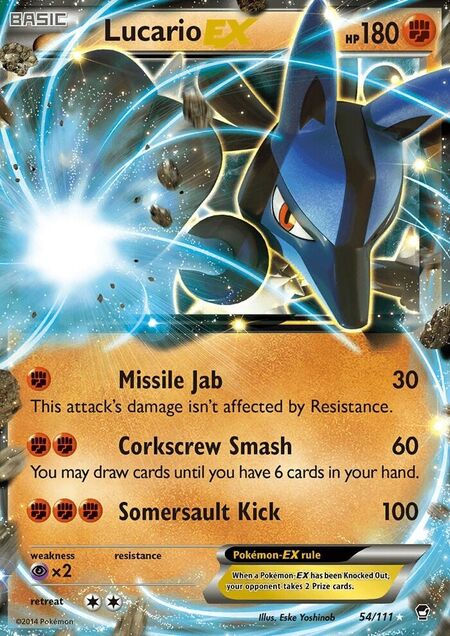 BASIC
Lucario EX HP 180
Missile Jab 30
This attack's damage isn't affected by Resistance.
Corkscrew Smash 60
You may draw cards until you have 6 cards in your hand.
Somersault Kick 100
weakness resistance
×2
Pokémon-EX rule
When a Pokémon-EX has been Knocked Out,
your opponent takes 2 Prize cards.
retreat
©2014 Pokémon
Illus. Eske Yoshinob
54/111